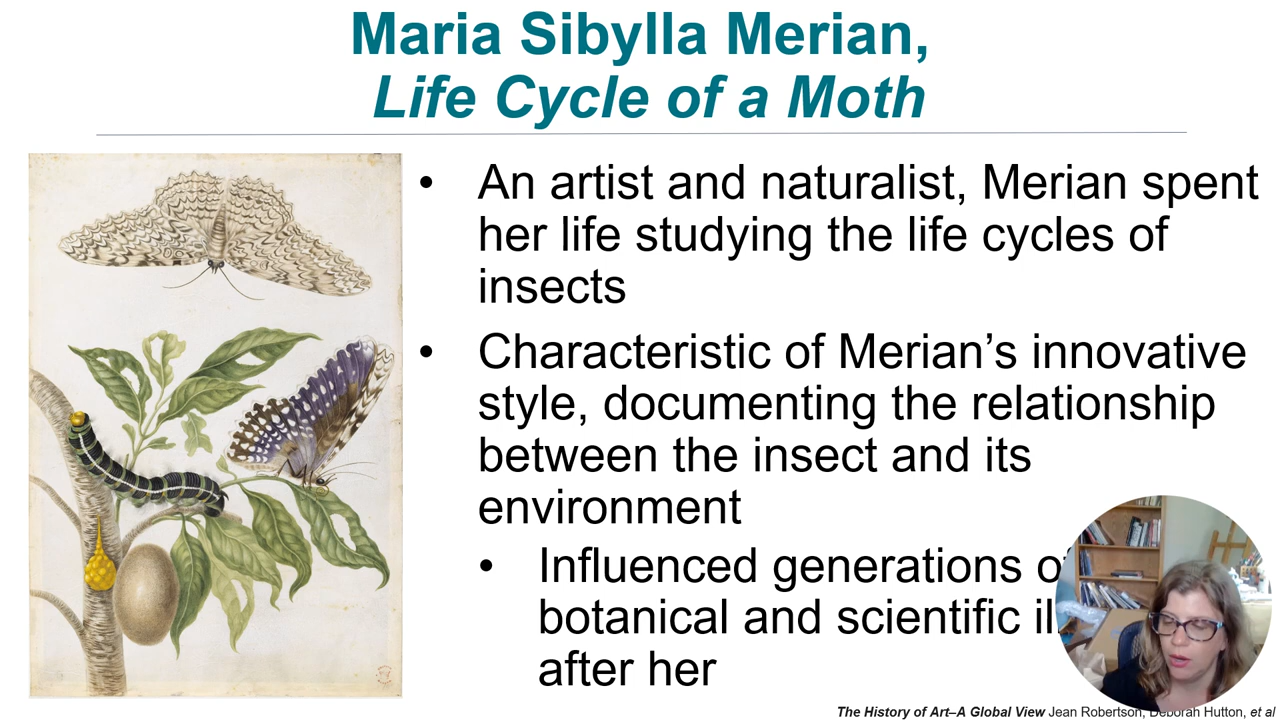 Maria Sibylla Merian,
Life Cycle of a Moth
• An artist and naturalist, Merian spent
her life studying the life cycles of
insects
• Characteristic of Merian’s innovative
style, documenting the relationship
between the insect and its
environment
• Influenced generations
botanical and scientific
after her
The History of Art–A Global View Jean Robertson, Deborah Hutton, et al